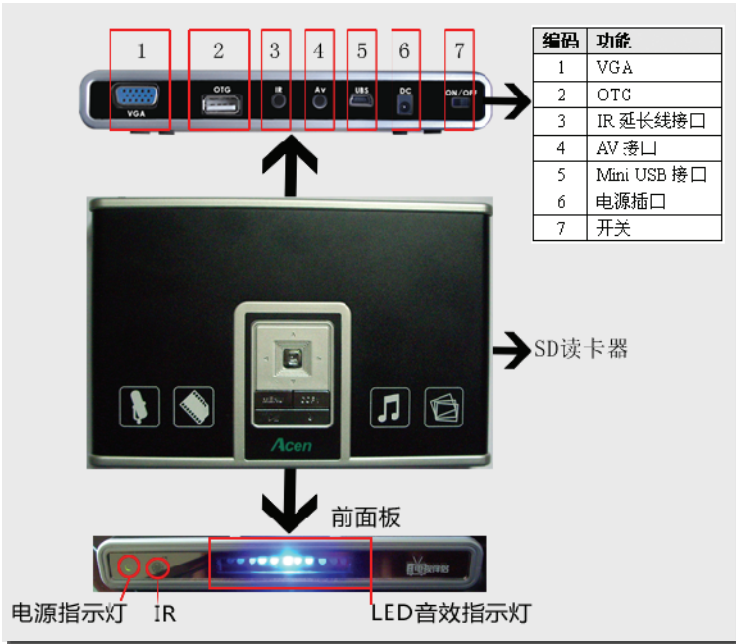 1 2 3 4 5 6 7
VGA
OTG
IR
AV
UBS
DC
ON/OFF
编码 功能
1 VGA
2 OTG
3 IR 延长线接口
4 AV 接口
5 Mini USB 接口
6 电源插口
7 开关
SD读卡器
MENU
Acen
前面板
电源指示灯 IR LED音效指示灯